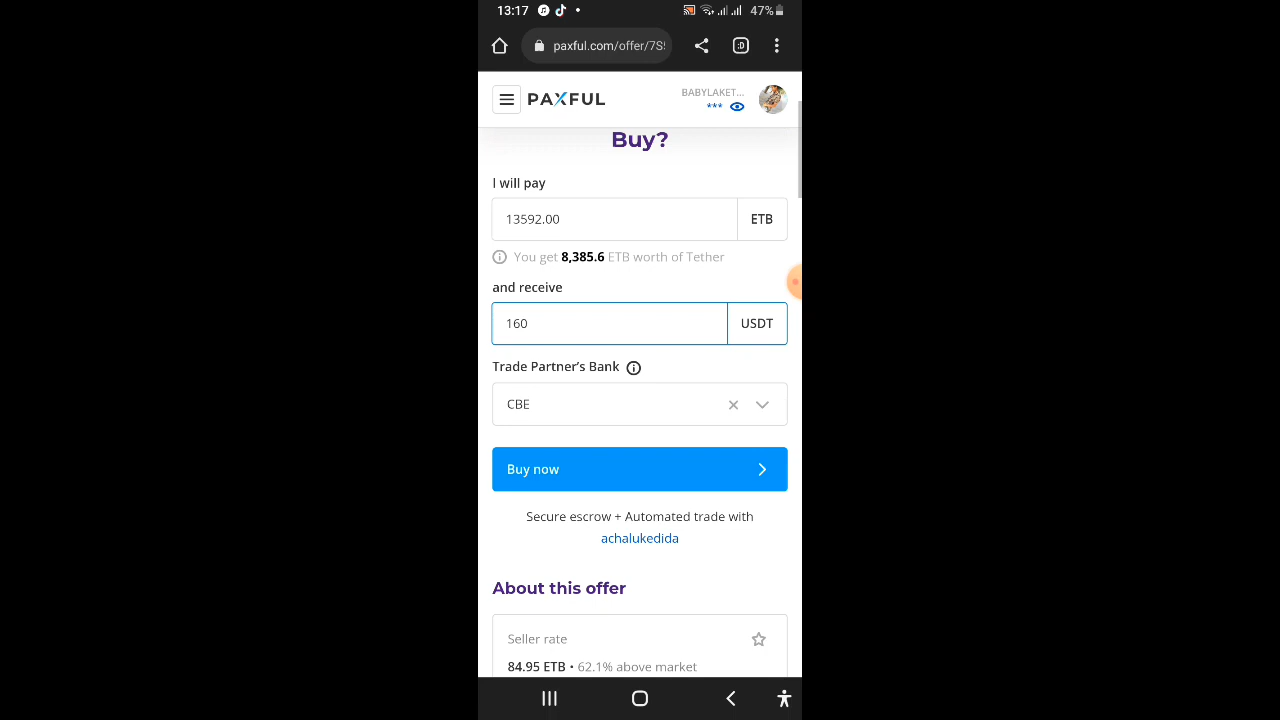 13:17
47%
paxful.com/offer/7S
PAXFUL
BABYLAKET...
***
Buy?
I will pay
13592.00
ETB
You get 8,385.6 ETB worth of Tether
and receive
160
USDT
Trade Partner's Bank
CBE
Buy now
Secure escrow + Automated trade with
achalukedida
About this offer
Seller rate
84.95 ETB • 62.1% above market